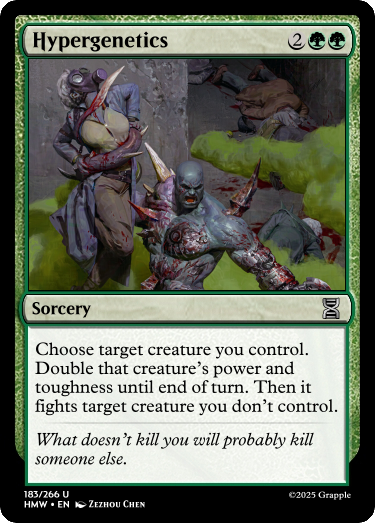 Hypergenetics 2
Sorcery
Choose target creature you control.
Double that creature's power and
toughness until end of turn. Then it
fights target creature you don't control.
What doesn't kill you will probably kill
someone else.
183/266 U
HMW • EN Zezhou Chen
©2025 Grapple